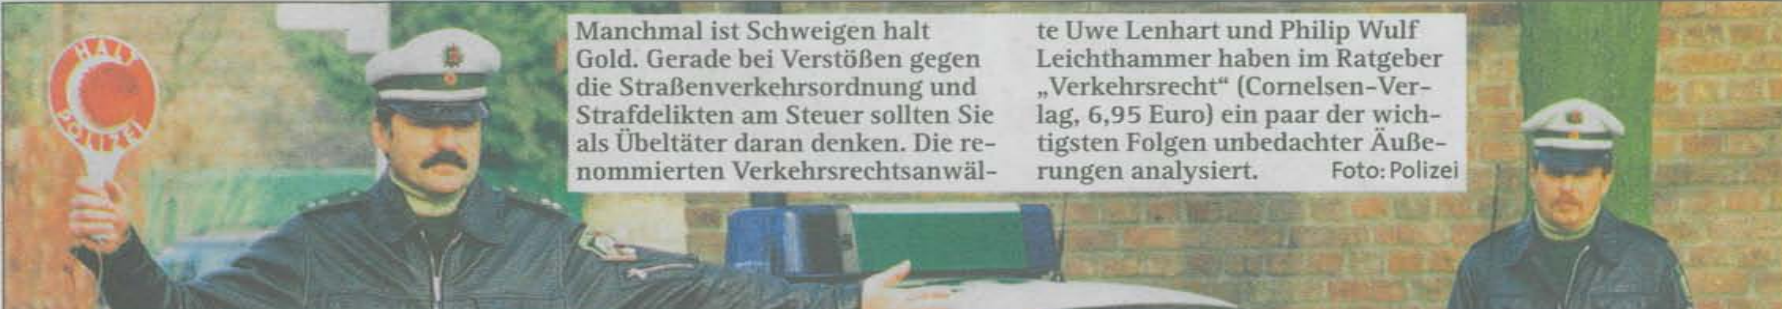 HALT
POLIZEI
Manchmal ist Schweigen halt
Gold. Gerade bei Verstößen gegen
die Straßenverkehrsordnung und
Strafdelikten am Steuer sollten Sie
als Übeltäter daran denken. Die re-
nommierten Verkehrsrechtsanwäl-
te Uwe Lenhart und Philip Wulf
Leichthammer haben im Ratgeber
„Verkehrsrecht“ (Cornelsen-Ver-
lag, 6,95 Euro) ein paar der wich-
tigsten Folgen unbedachter Äuße-
rungen analysiert. Foto: Polizei